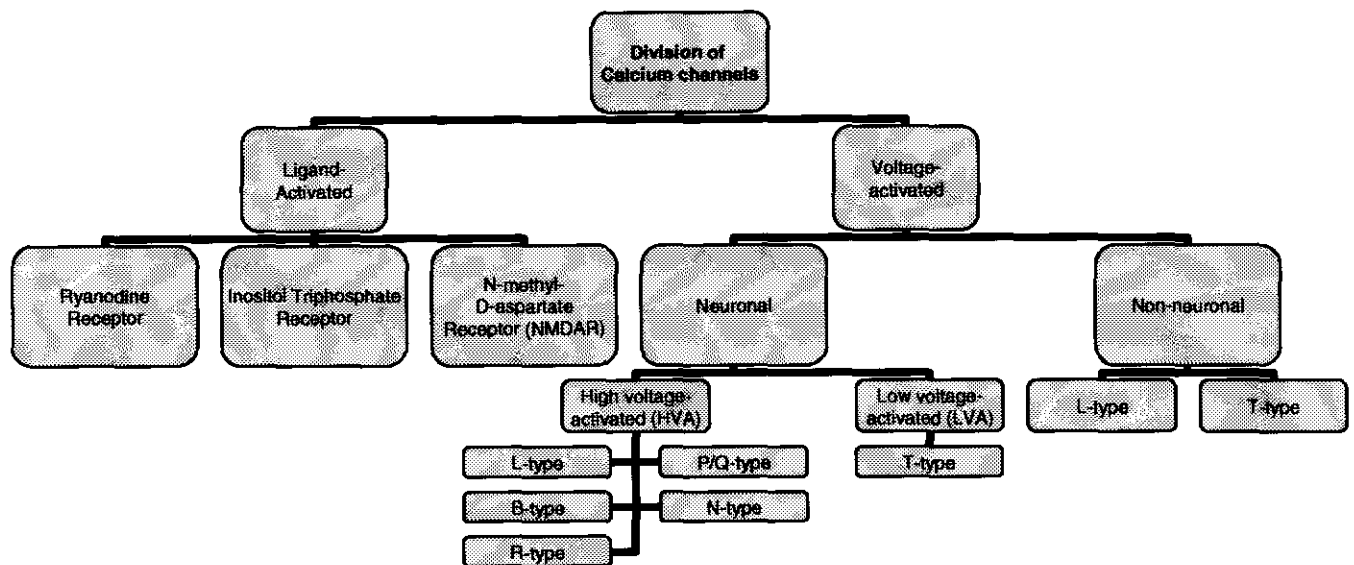 Division of
Calcium channels
Ligand-
Activated
Voltage-
activated
Ryanodine
Receptor
Inositol Triphosphate
Receptor
N-methyl-
D-aspartate
Receptor (NMDAR)
Neuronal
Non-neuronal
High voltage-
activated (HVA)
Low voltage-
activated (LVA)
L-type
T-type
L-type
P/Q-type
T-type
B-type
N-type
R-type